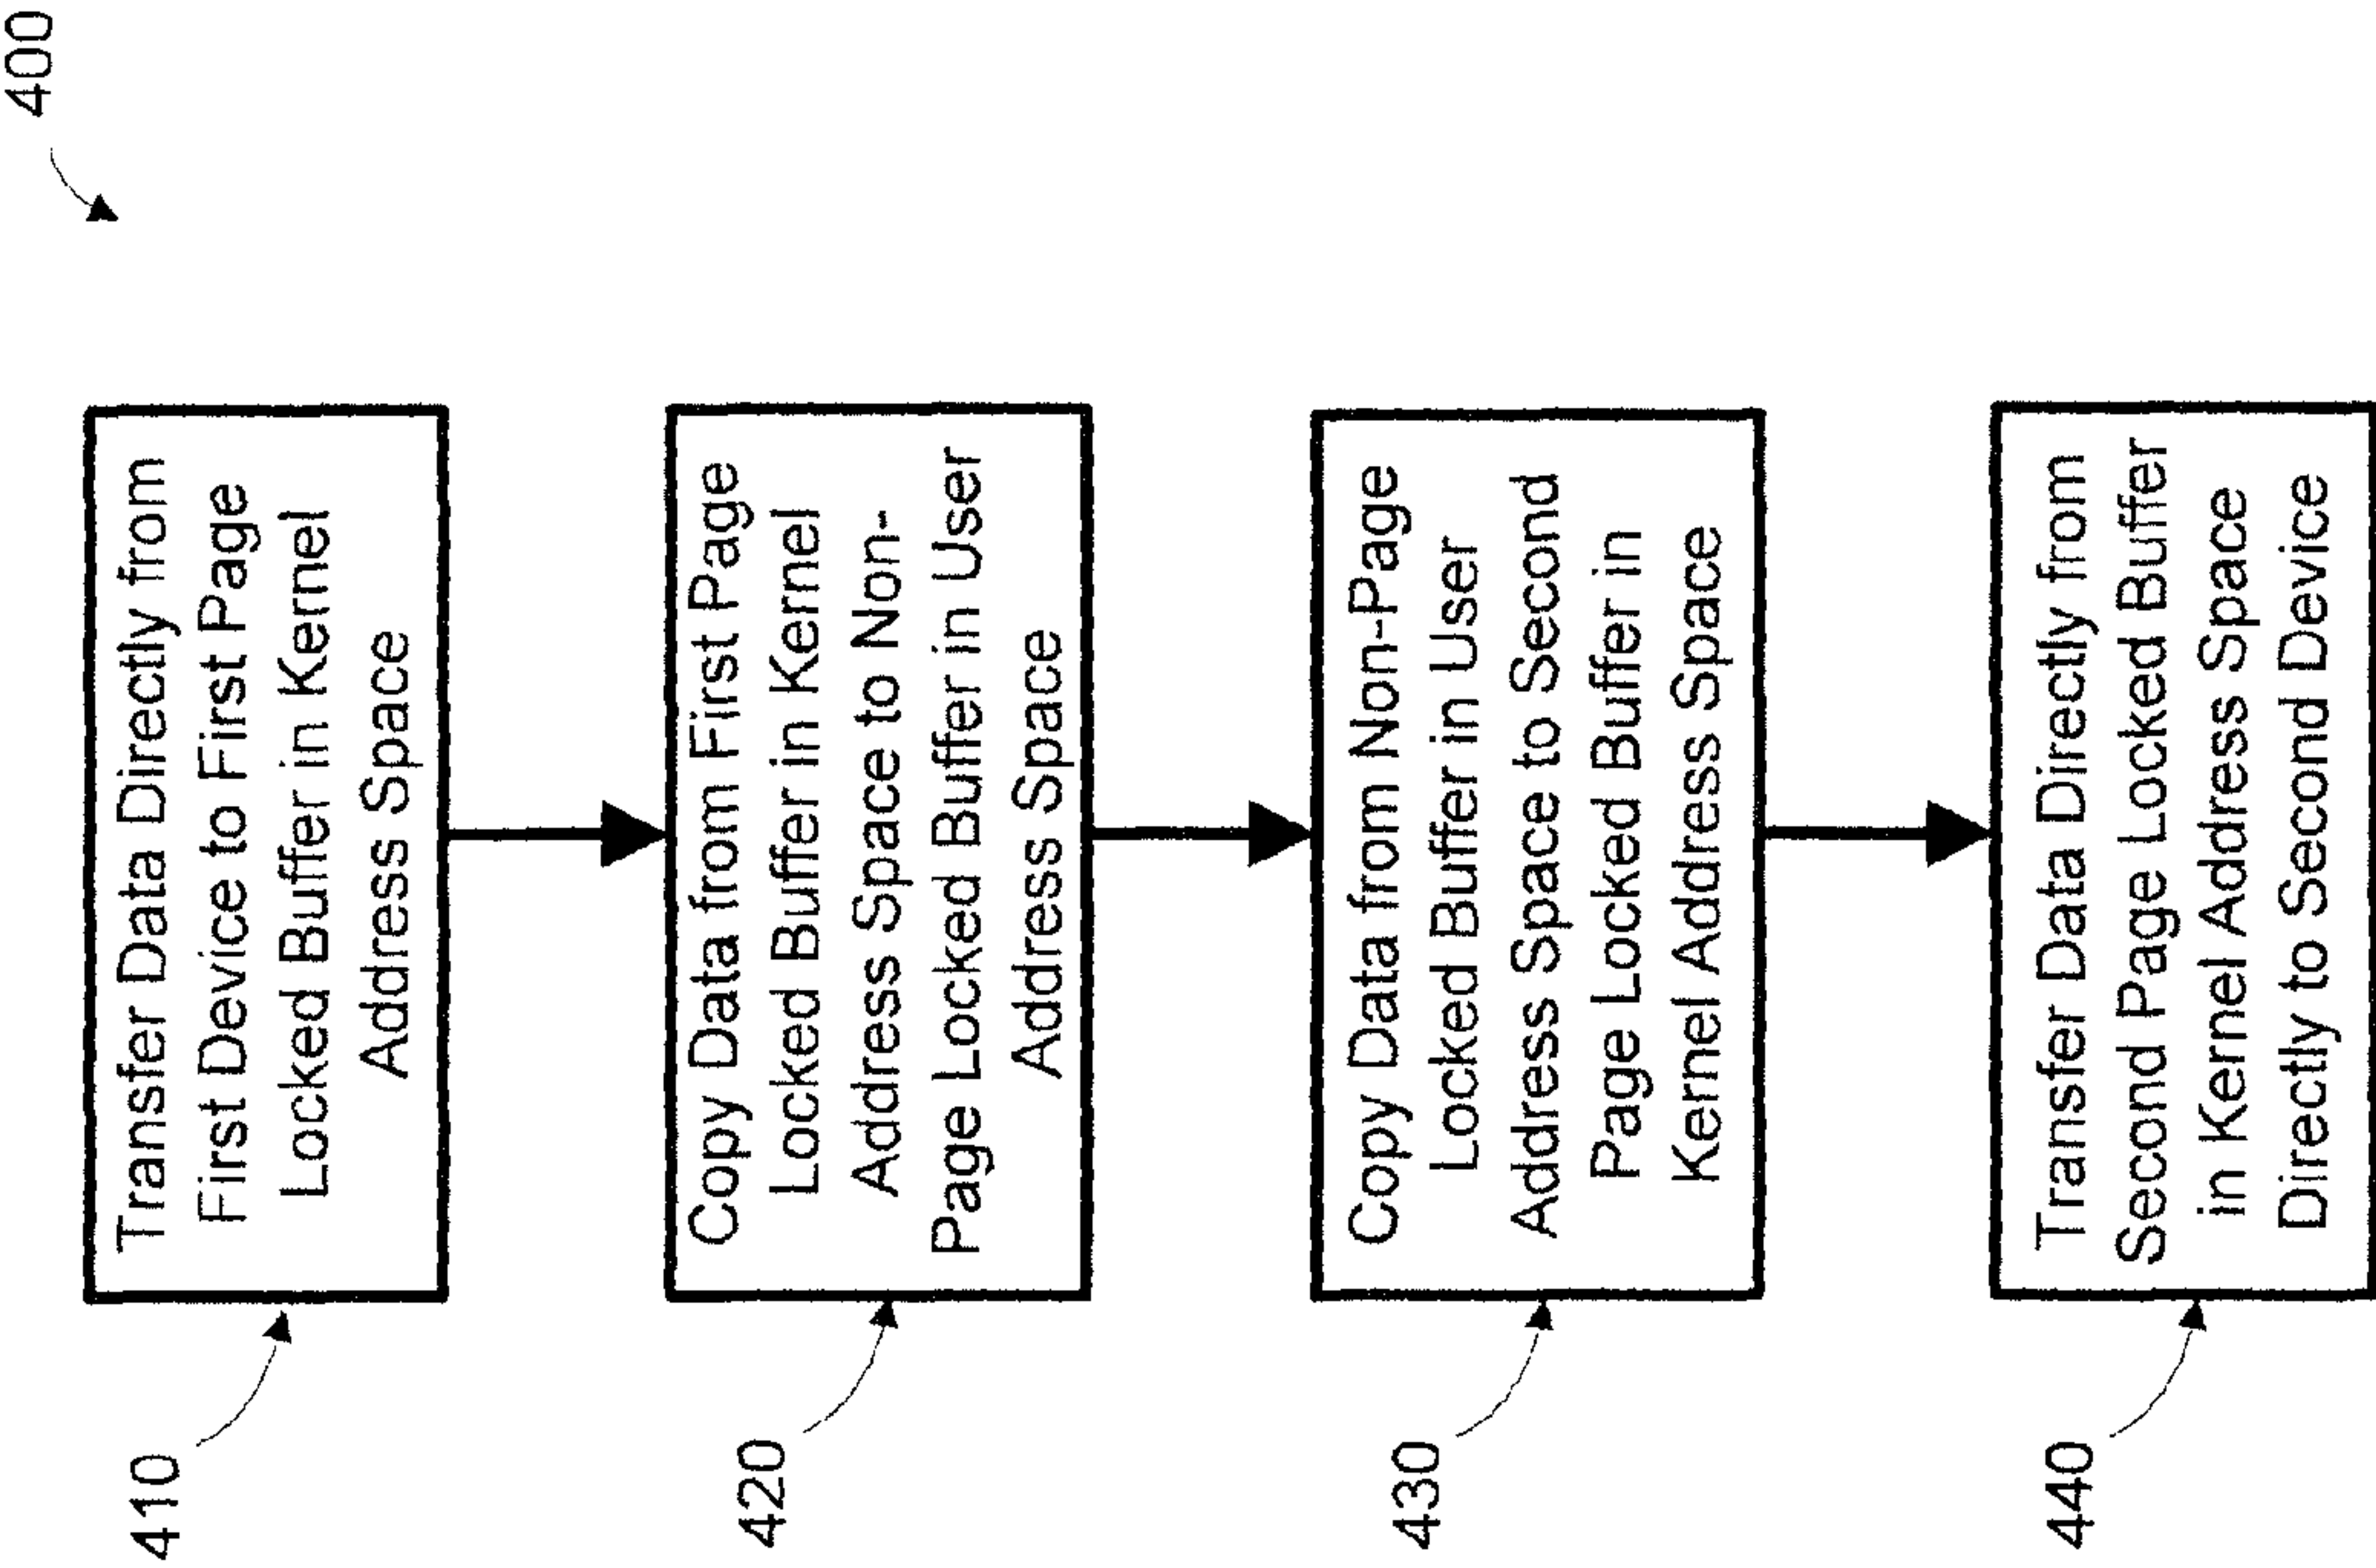 400
410
Transfer Data Directly from
First Device to First Page
Locked Buffer in Kernel
Address Space
420
Copy Data from First Page
Locked Buffer in Kernel
Address Space to Non-
Page Locked Buffer in User
Address Space
430
Copy Data from Non-Page
Locked Buffer in User
Address Space to Second
Page Locked Buffer in
Kernel Address Space
440
Transfer Data Directly from
Second Page Locked Buffer
in Kernel Address Space
Directly to Second Device